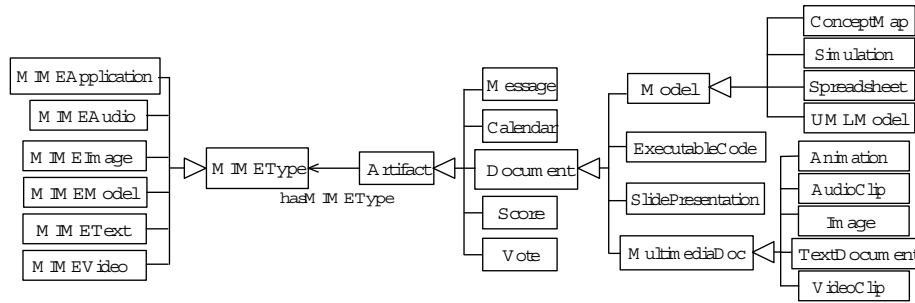 MIMEApplication
MIMEAudio
MIMEImage
MIMEModel
MIMEText
MIMEVideo
MIMEType
hasMIMEType
Artifact
Message
Calendar
Document
Score
Vote
Model
ExecutableCode
SlidePresentation
MultimediaDoc
ConceptMap
Simulation
Spreadsheet
UMLModel
Animation
AudioClip
Image
TextDocument
VideoClip